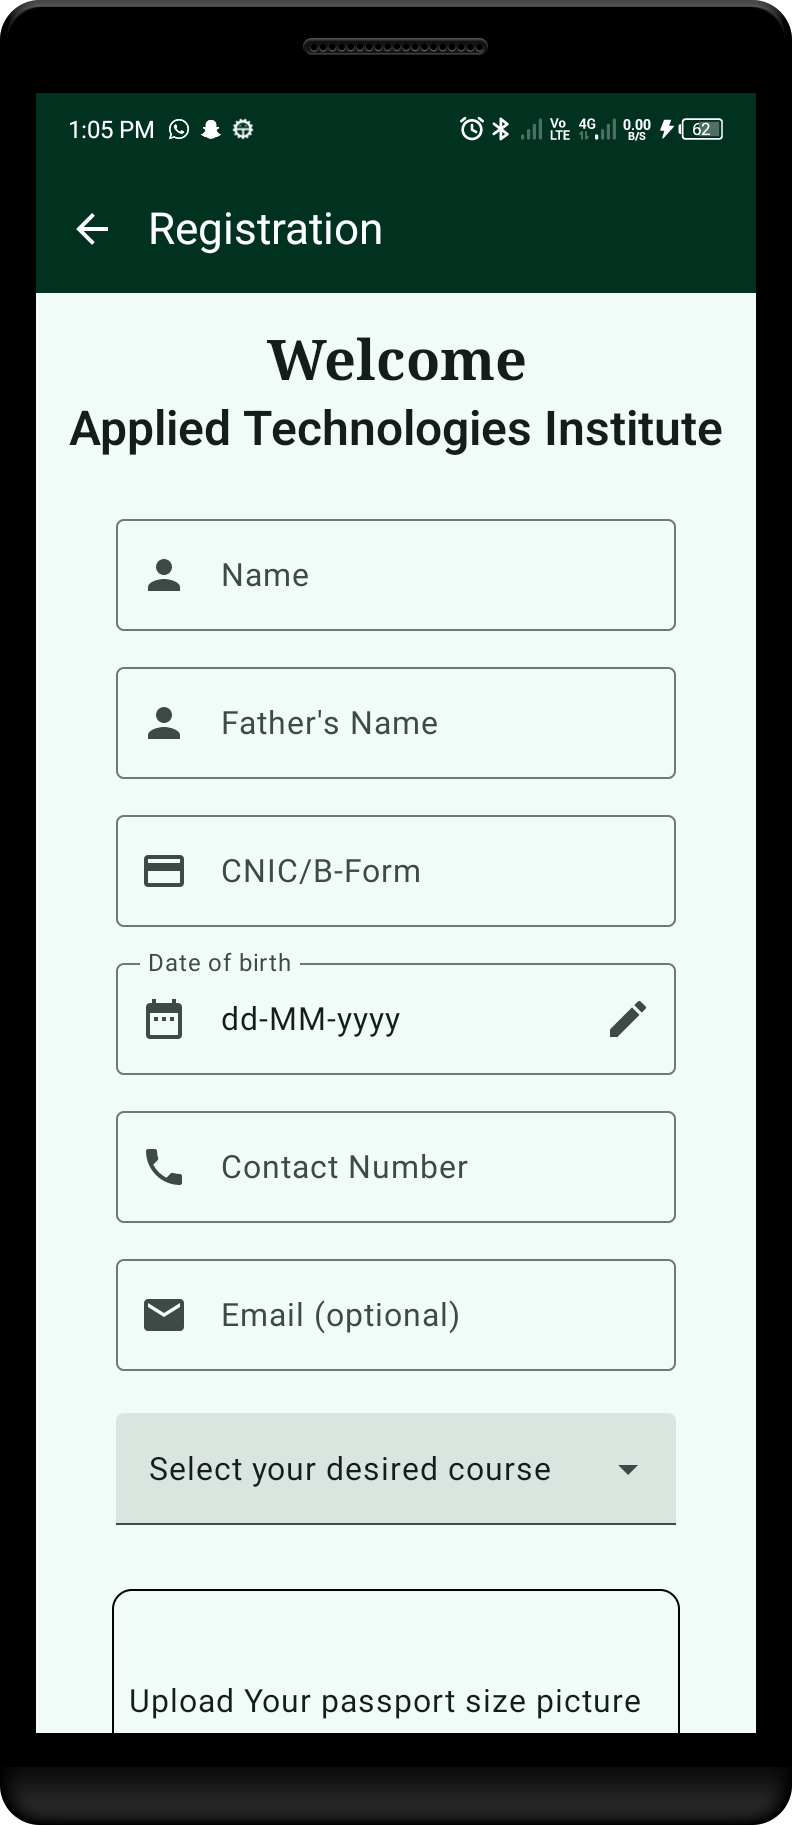 1:05 PM Vo LTE 4G 0.00 B/S 62
Registration
Welcome
Applied Technologies Institute
Name
Father's Name
CNIC/B-Form
Date of birth
dd-MM-yyyy
Contact Number
Email (optional)
Select your desired course
Upload Your passport size picture